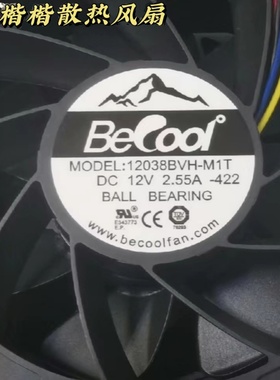 楷楷散热风扇
BeCool
MODEL:12038BVH-M1T
DC 12V 2.55A -422
BALL BEARING
E343773
E.P.
www.becoolfan.com